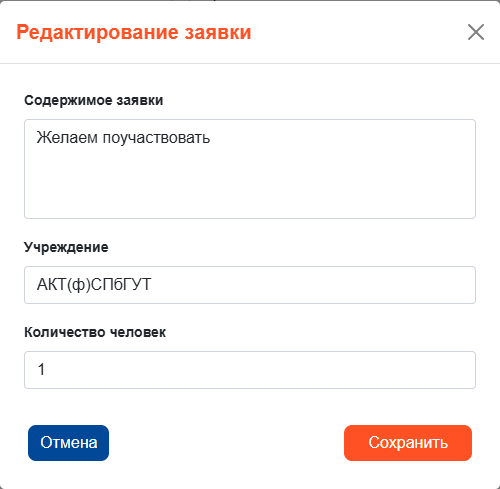 Редактирование заявки
Содержимое заявки
Желаем поучаствовать
Учреждение
АКТ(ф)СПбГУТ
Количество человек
1
Отмена
Сохранить